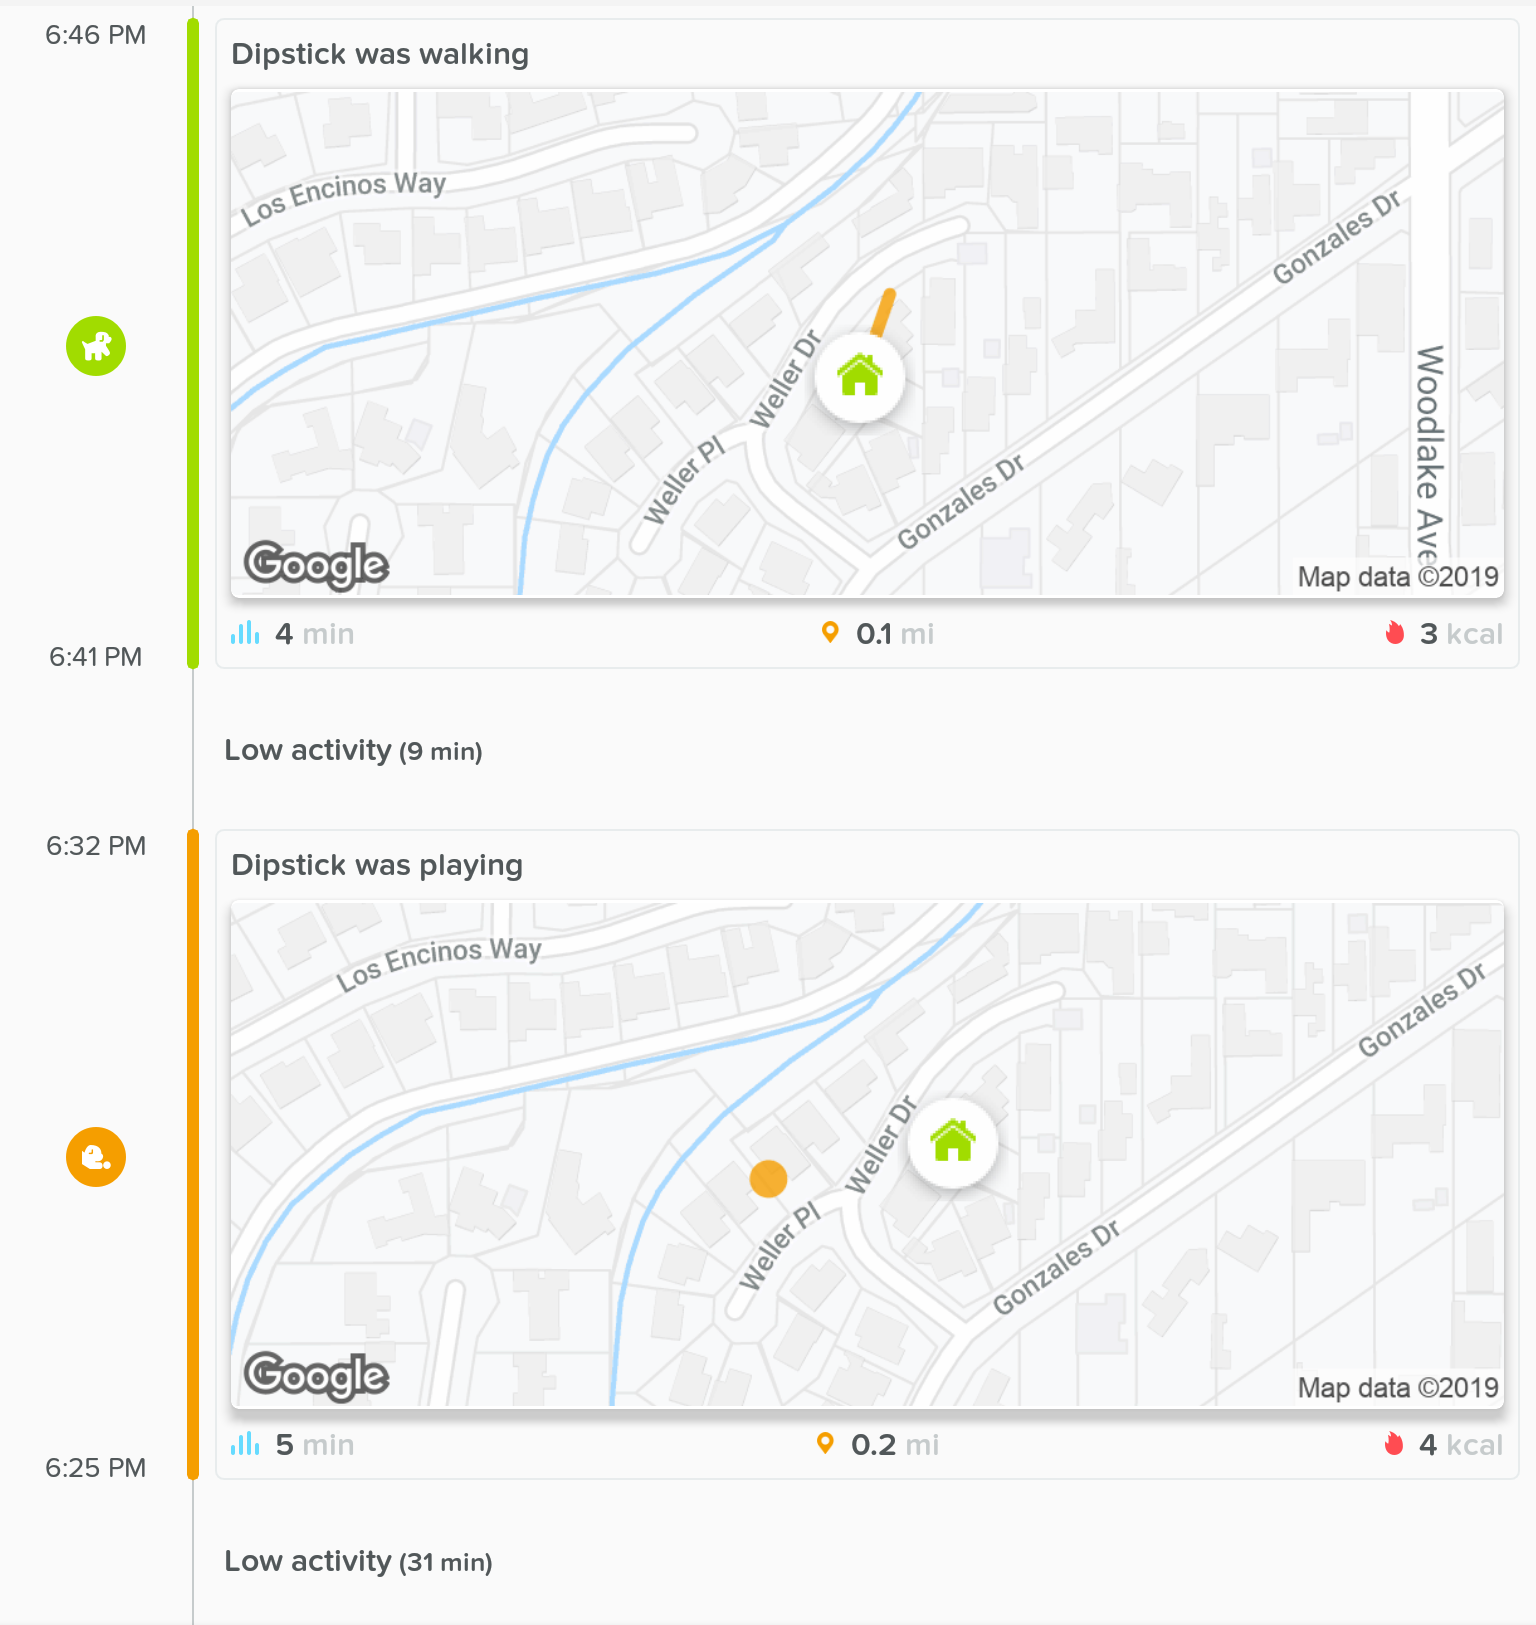 6:46 PM
Dipstick was walking
Los Encinos Way
Gonzales Dr
Weller Dr
Woodlake Ave
Weller Pl
Gonzales Dr
Google
Map data ©2019
4 min
0.1 mi
3 kcal
6:41 PM
Low activity (9 min)
6:32 PM
Dipstick was playing
Los Encinos Way
Gonzales Dr
Weller Dr
Weller Pl
Gonzales Dr
Google
Map data ©2019
5 min
0.2 mi
4 kcal
6:25 PM
Low activity (31 min)